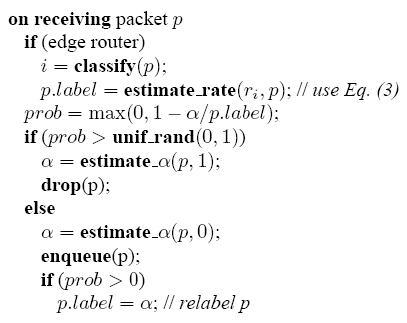 on receiving packet p
if (edge router)
i = classify(p);
p.label = estimate_rate(r_i, p); // use Eq. (3)
prob = max(0, 1 − α/p.label);
if (prob > unif_rand(0, 1))
α = estimate_α(p, 1);
drop(p);
else
α = estimate_α(p, 0);
enqueue(p);
if (prob > 0)
p.label = α; // relabel p